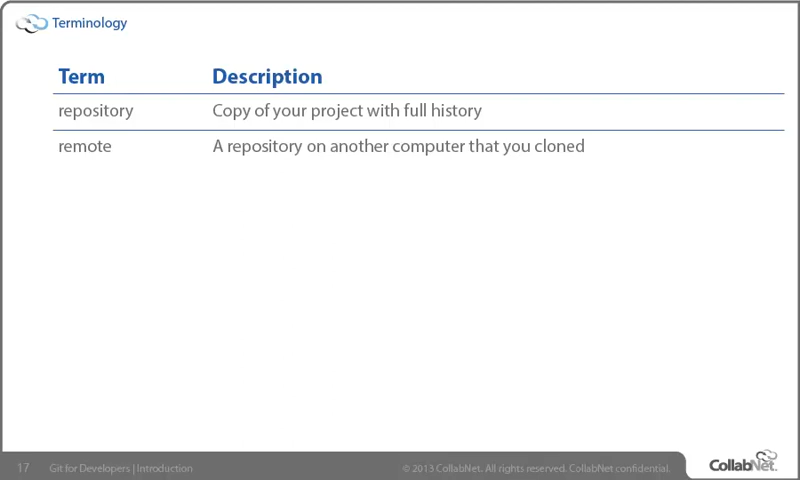 Terminology
Term Description
repository Copy of your project with full history
remote A repository on another computer that you cloned
17 Git for Developers | Introduction © 2013 CollabNet. All rights reserved. CollabNet confidential. CollabNet.